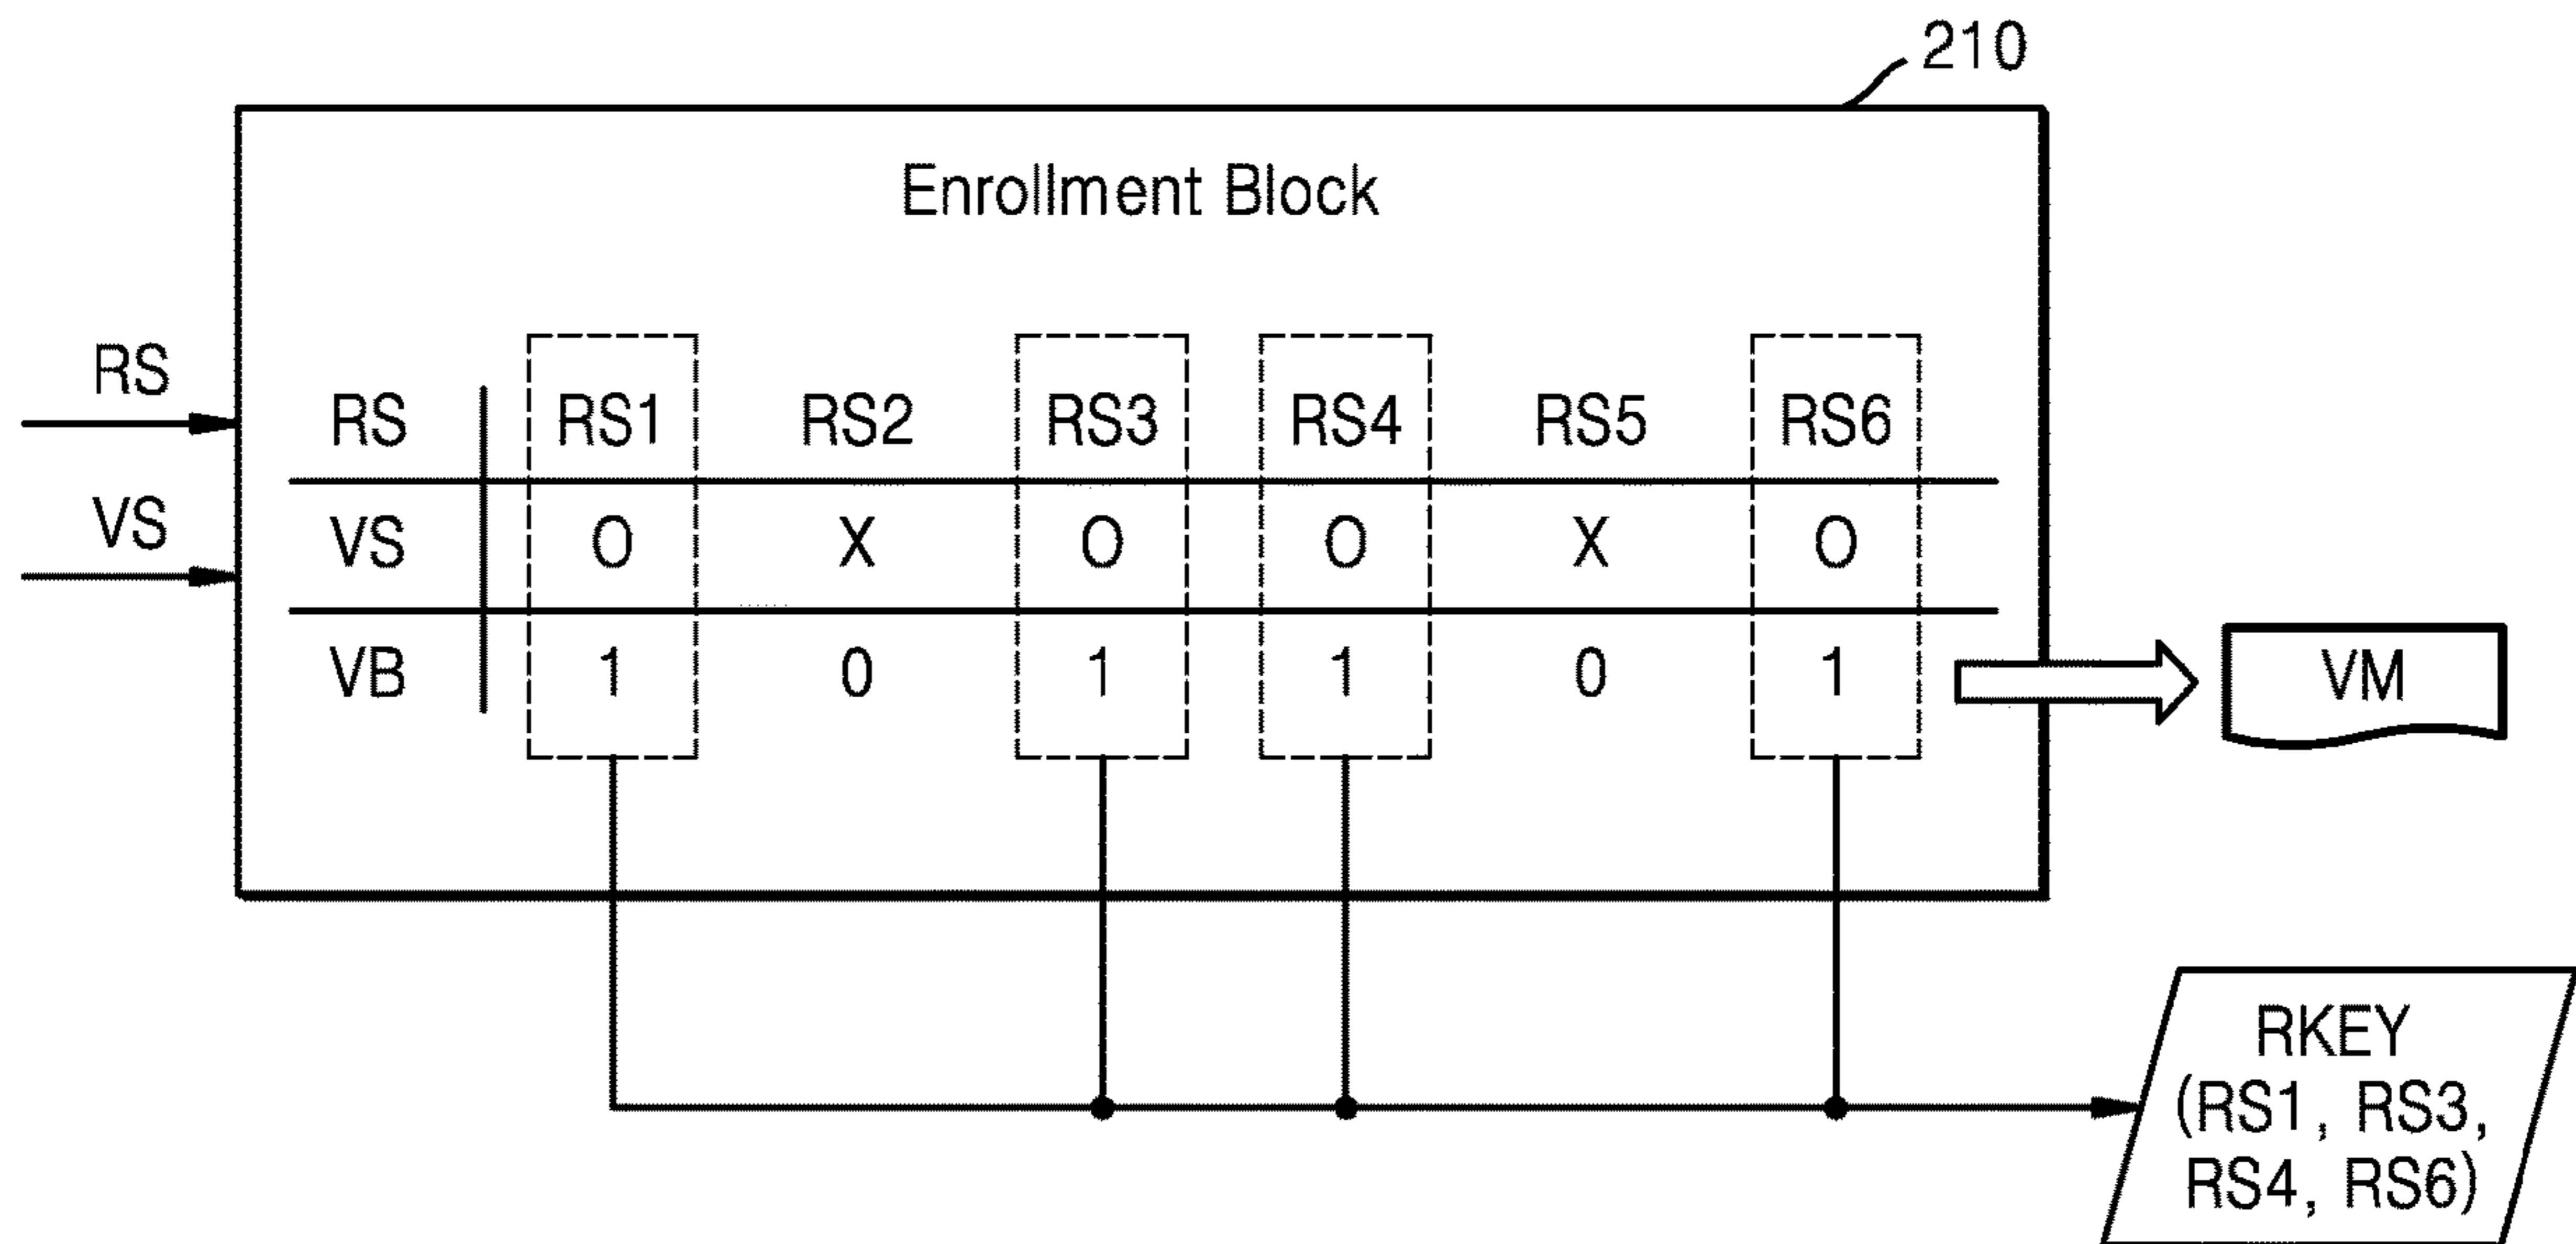 210
Enrollment Block
RS
VS
RS RS1 RS2 RS3 RS4 RS5 RS6
VS O X O O X O
VB 1 0 1 1 0 1
VM
RKEY
(RS1, RS3,
RS4, RS6)